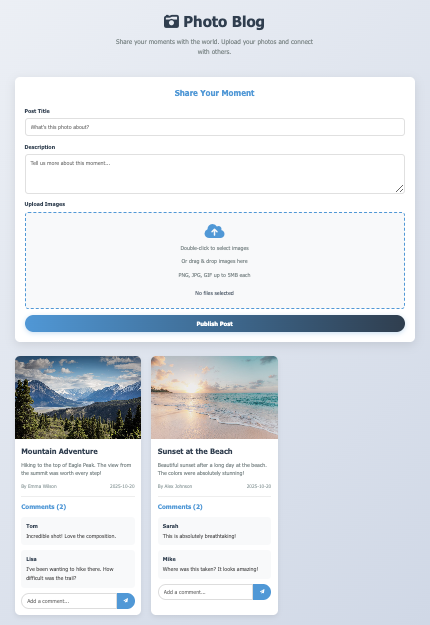 Photo Blog
Share your moments with the world. Upload your photos and connect
with others.
Share Your Moment
Post Title
What's this photo about?
Description
Tell us more about this moment...
Upload Images
Double-click to select images
Or drag & drop images here
PNG, JPG, GIF up to 5MB each
No files selected
Publish Post
Mountain Adventure
Hiking to the top of Eagle Peak. The view from
the summit was worth every step!
By Emma Wilson
2025-10-20
Comments (2)
Tom
Incredible shot! Love the composition.
Lisa
I've been wanting to hike there. How
difficult was the trail?
Add a comment...
Sunset at the Beach
Beautiful sunset after a long day at the beach.
The colors were absolutely stunning!
By Alex Johnson
2025-10-20
Comments (2)
Sarah
This is absolutely breathtaking!
Mike
Where was this taken? It looks amazing!
Add a comment...